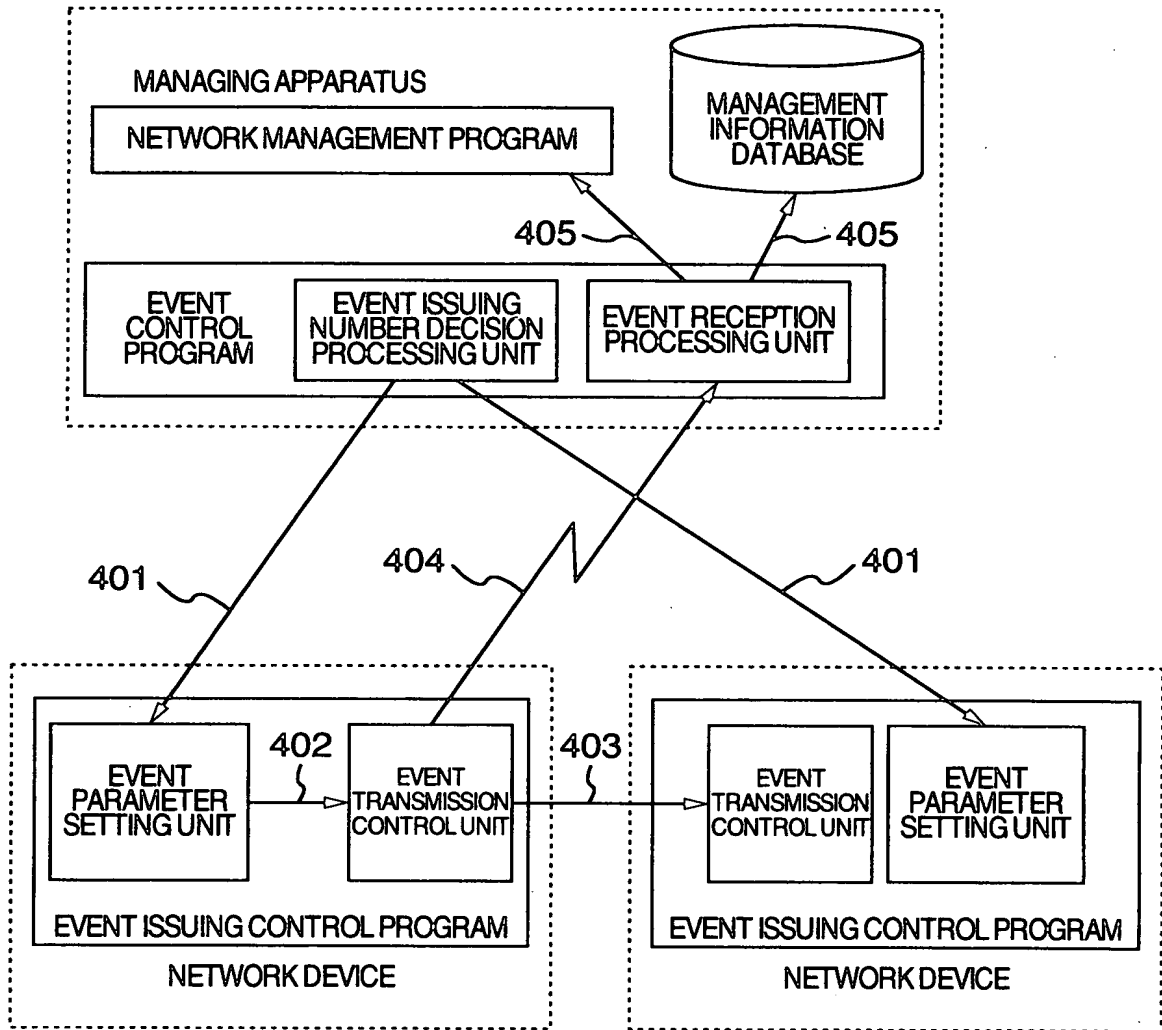 MANAGING APPARATUS
NETWORK MANAGEMENT PROGRAM
MANAGEMENT
INFORMATION
DATABASE
405
405
EVENT
CONTROL
PROGRAM
EVENT ISSUING
NUMBER DECISION
PROCESSING UNIT
EVENT RECEPTION
PROCESSING UNIT
401
404
401
EVENT
PARAMETER
SETTING UNIT
402
EVENT
TRANSMISSION
CONTROL UNIT
403
EVENT
TRANSMISSION
CONTROL UNIT
EVENT
PARAMETER
SETTING UNIT
EVENT ISSUING CONTROL PROGRAM
EVENT ISSUING CONTROL PROGRAM
NETWORK DEVICE
NETWORK DEVICE